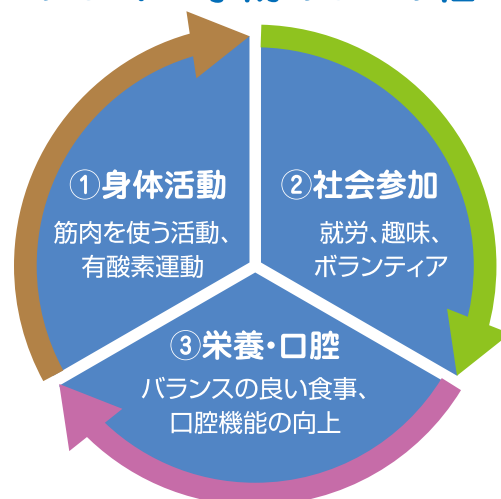 ①身体活動
筋肉を使う活動、
有酸素運動
②社会参加
就労、趣味、
ボランティア
③栄養・口腔
バランスの良い食事、
口腔機能の向上